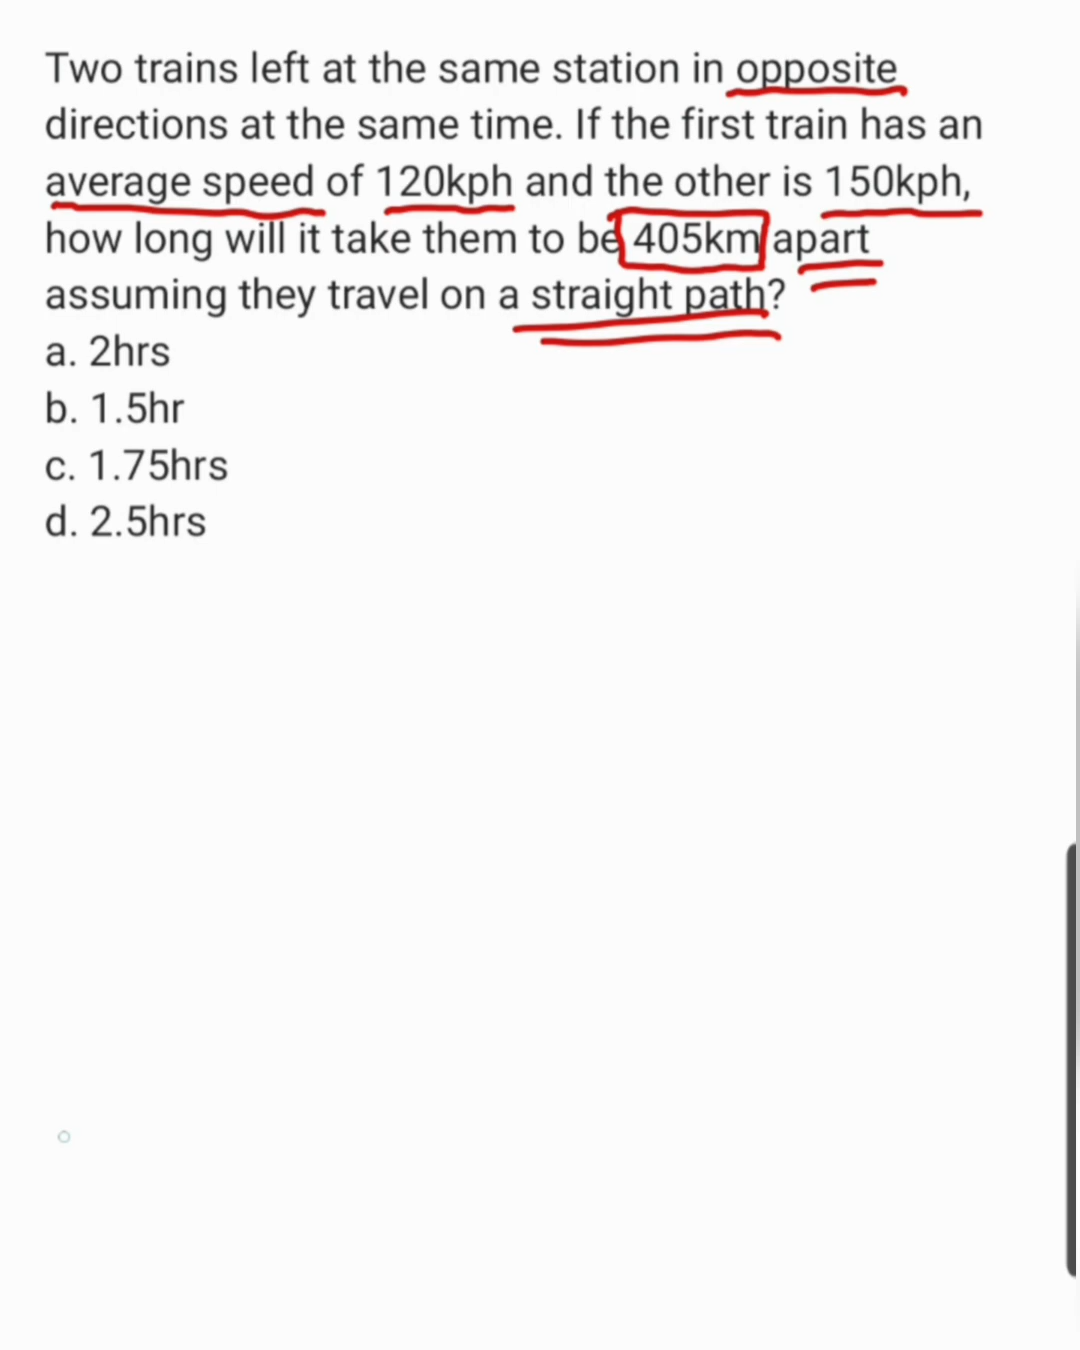 Two trains left at the same station in opposite
directions at the same time. If the first train has an
average speed of 120kph and the other is 150kph,
how long will it take them to be 405km apart
assuming they travel on a straight path?
a. 2hrs
b. 1.5hr
c. 1.75hrs
d. 2.5hrs